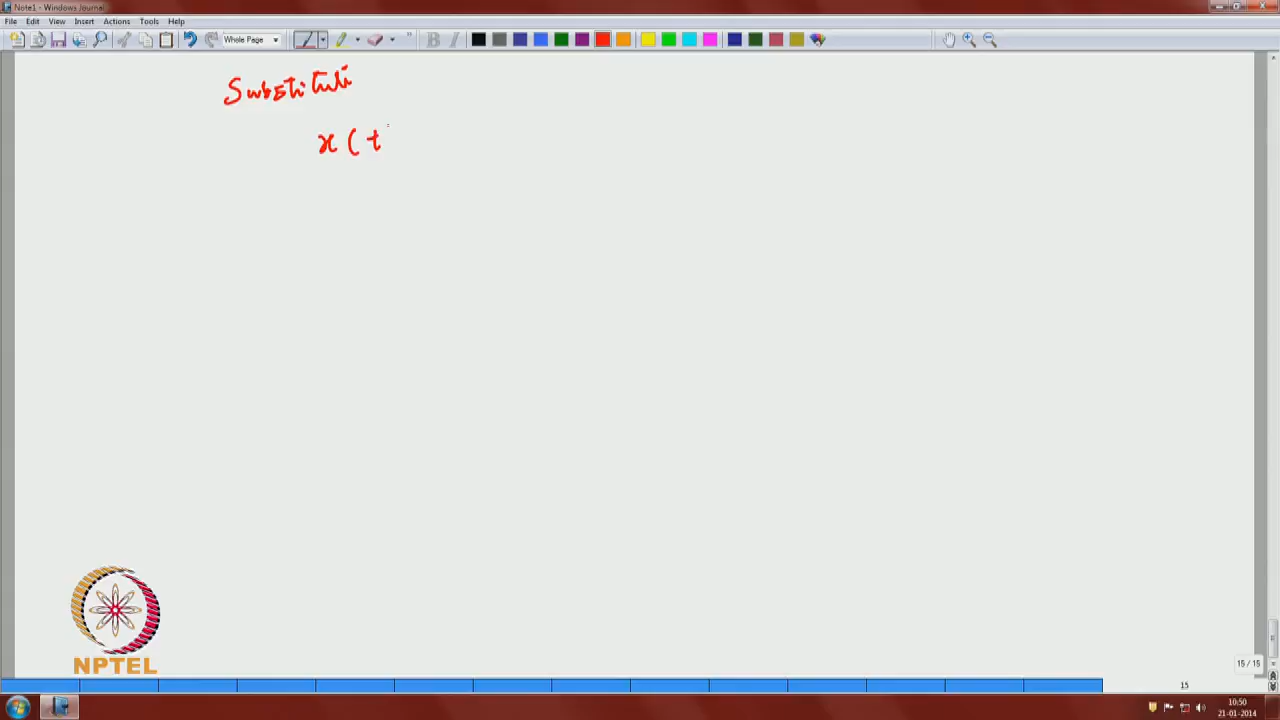 Note1 - Windows Journal
File Edit View Insert Actions Tools Help
Whole Page
B I
Substituti
x ( t
NPTEL
15 / 15
15
10:50
21-01-2014